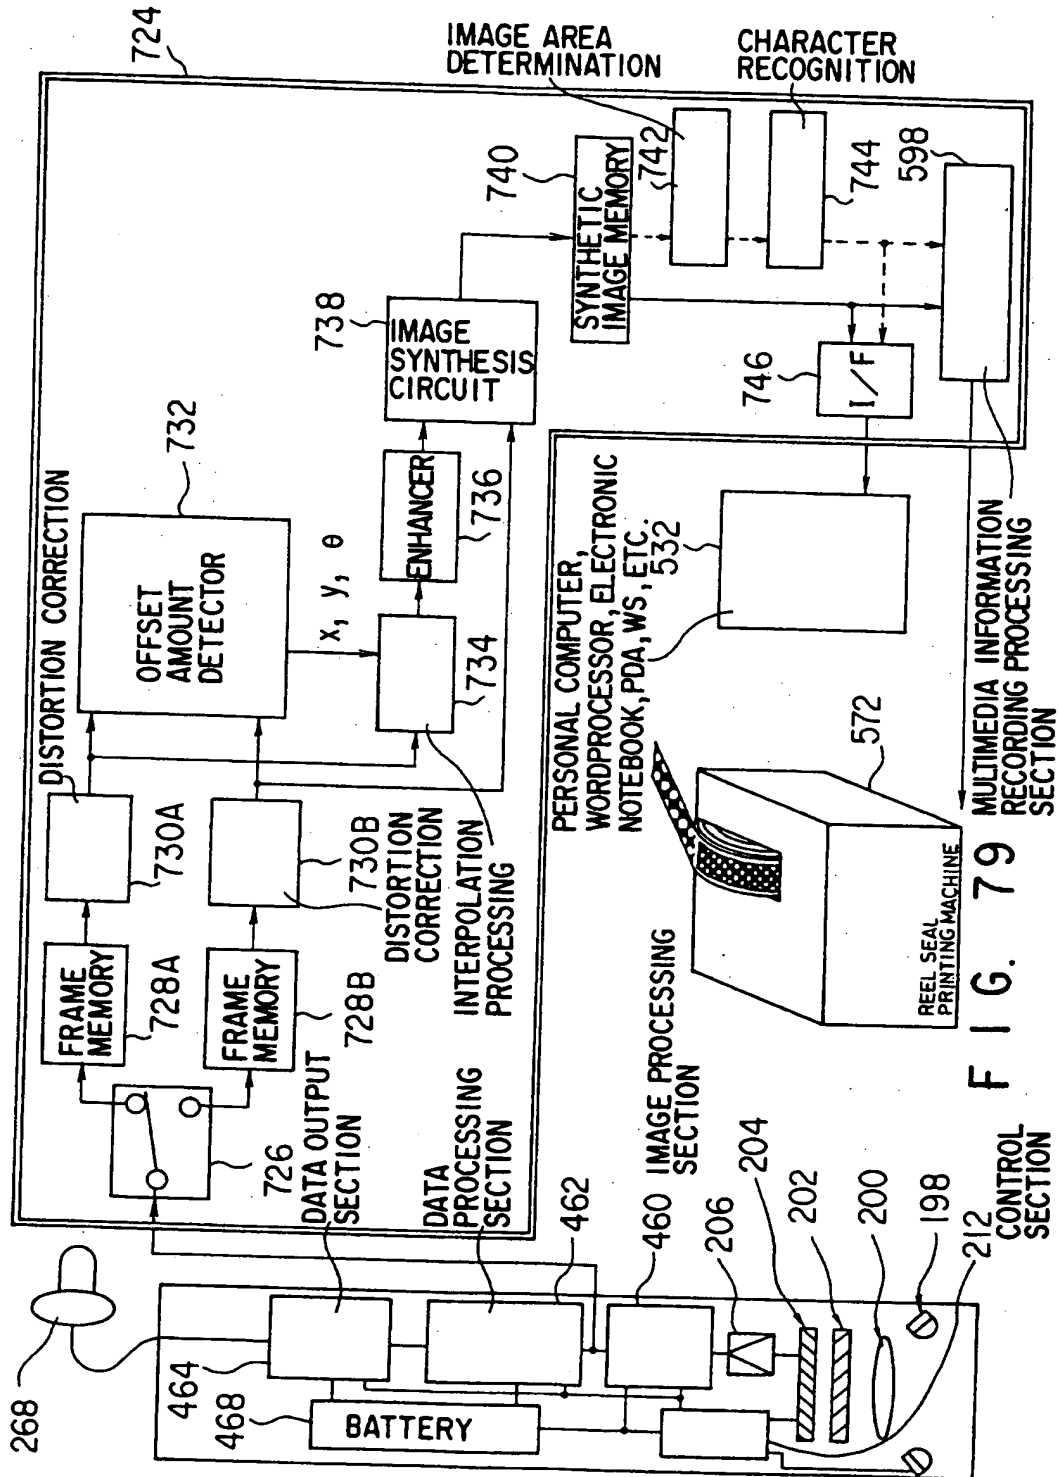 724
IMAGE AREA
DETERMINATION
CHARACTER
RECOGNITION
740
SYNTHETIC
IMAGE MEMORY
742
744
598
738
IMAGE
SYNTHESIS
CIRCUIT
746
I/F
DISTORTION CORRECTION
732
OFFSET
AMOUNT
DETECTOR
x, y, θ
ENHANCER
736
734
730A
730B
DISTORTION
CORRECTION
INTERPOLATION
PROCESSING
FRAME
MEMORY
728A
FRAME
MEMORY
728B
726
PERSONAL COMPUTER,
WORDPROCESSOR, ELECTRONIC
NOTEBOOK, PDA, WS, ETC.
532
572
REEL SEAL
PRINTING MACHINE
MULTIMEDIA INFORMATION
RECORDING PROCESSING
SECTION
DATA OUTPUT
SECTION
DATA
PROCESSING
SECTION
462
460
IMAGE PROCESSING
SECTION
206
204
202
200
198
212
CONTROL
SECTION
268
464
468
BATTERY
FIG. 79